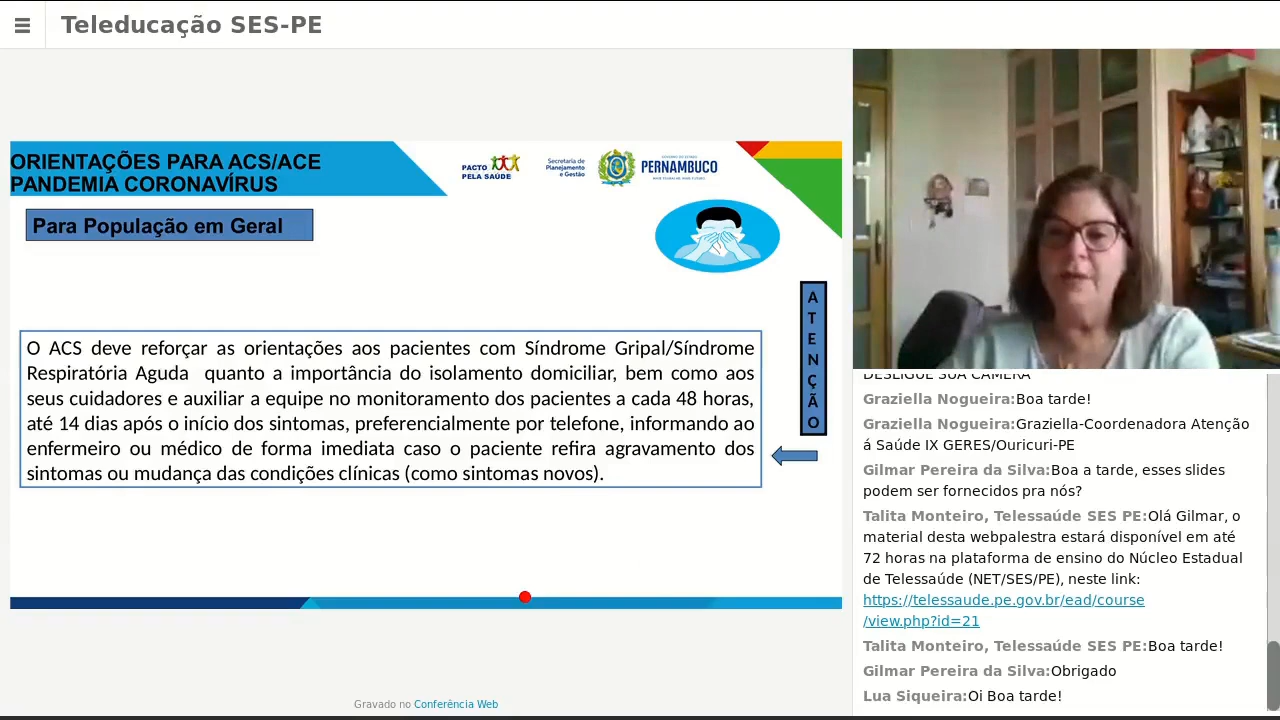 Teleducação SES-PE
ORIENTAÇÕES PARA ACS/ACE
PANDEMIA CORONAVÍRUS
PACTO
PELA SAÚDE
Secretaria de
Planejamento
e Gestão
PERNAMBUCO
Para População em Geral
ATENÇÃO
O ACS deve reforçar as orientações aos pacientes com Síndrome Gripal/Síndrome
Respiratória Aguda quanto a importância do isolamento domiciliar, bem como aos
seus cuidadores e auxiliar a equipe no monitoramento dos pacientes a cada 48 horas,
até 14 dias após o início dos sintomas, preferencialmente por telefone, informando ao
enfermeiro ou médico de forma imediata caso o paciente refira agravamento dos
sintomas ou mudança das condições clínicas (como sintomas novos).
Gravado no Conferência Web
DESLIGUE SUA CÂMERA
Graziella Nogueira:Boa tarde!
Graziella Nogueira:Graziella-Coordenadora Atenção
á Saúde IX GERES/Ouricuri-PE
Gilmar Pereira da Silva:Boa a tarde, esses slides
podem ser fornecidos pra nós?
Talita Monteiro, Telessaúde SES PE:Olá Gilmar, o
material desta webpalestra estará disponível em até
72 horas na plataforma de ensino do Núcleo Estadual
de Telessaúde (NET/SES/PE), neste link:
https://telessaude.pe.gov.br/ead/course
/view.php?id=21
Talita Monteiro, Telessaúde SES PE:Boa tarde!
Gilmar Pereira da Silva:Obrigado
Lua Siqueira:Oi Boa tarde!